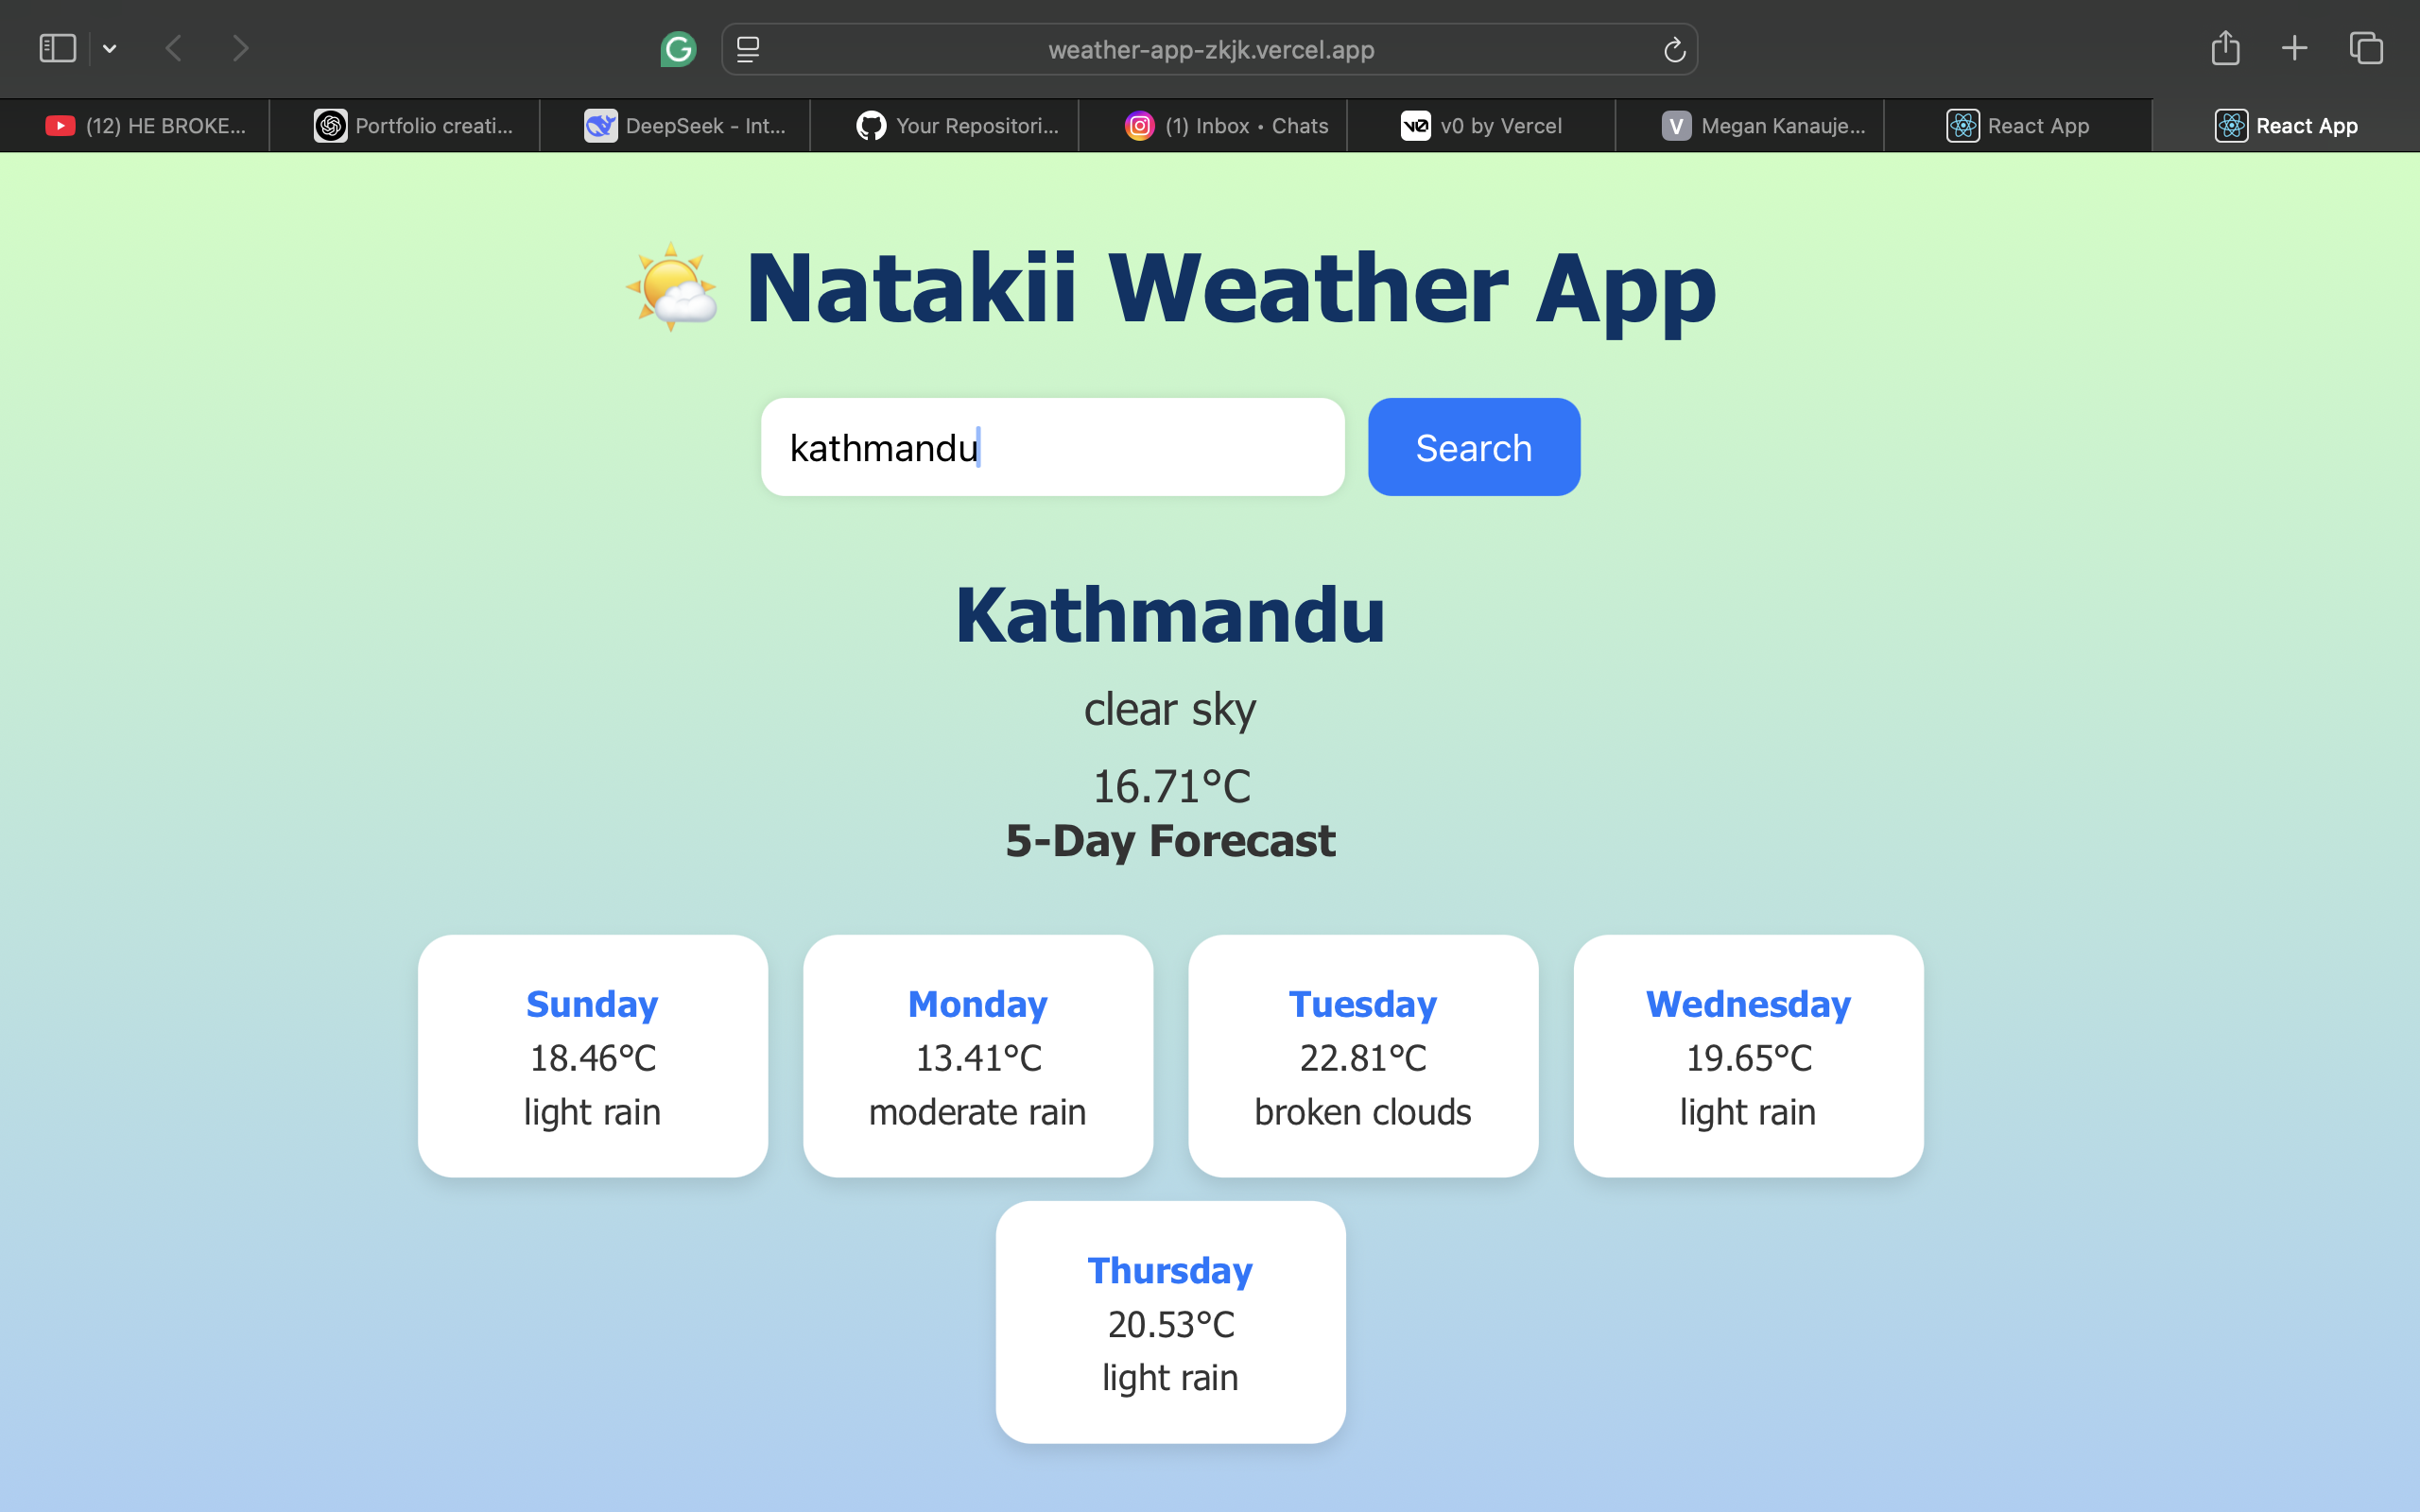 weather-app-zkjk.vercel.app
(12) HE BROKE...
Portfolio creati...
DeepSeek - Int...
Your Repositori...
(1) Inbox • Chats
v0 by Vercel
V Megan Kanauje...
React App
React App
Natakii Weather App
kathmandu
Search
Kathmandu
clear sky
16.71°C
5-Day Forecast
Sunday
18.46°C
light rain
Monday
13.41°C
moderate rain
Tuesday
22.81°C
broken clouds
Wednesday
19.65°C
light rain
Thursday
20.53°C
light rain